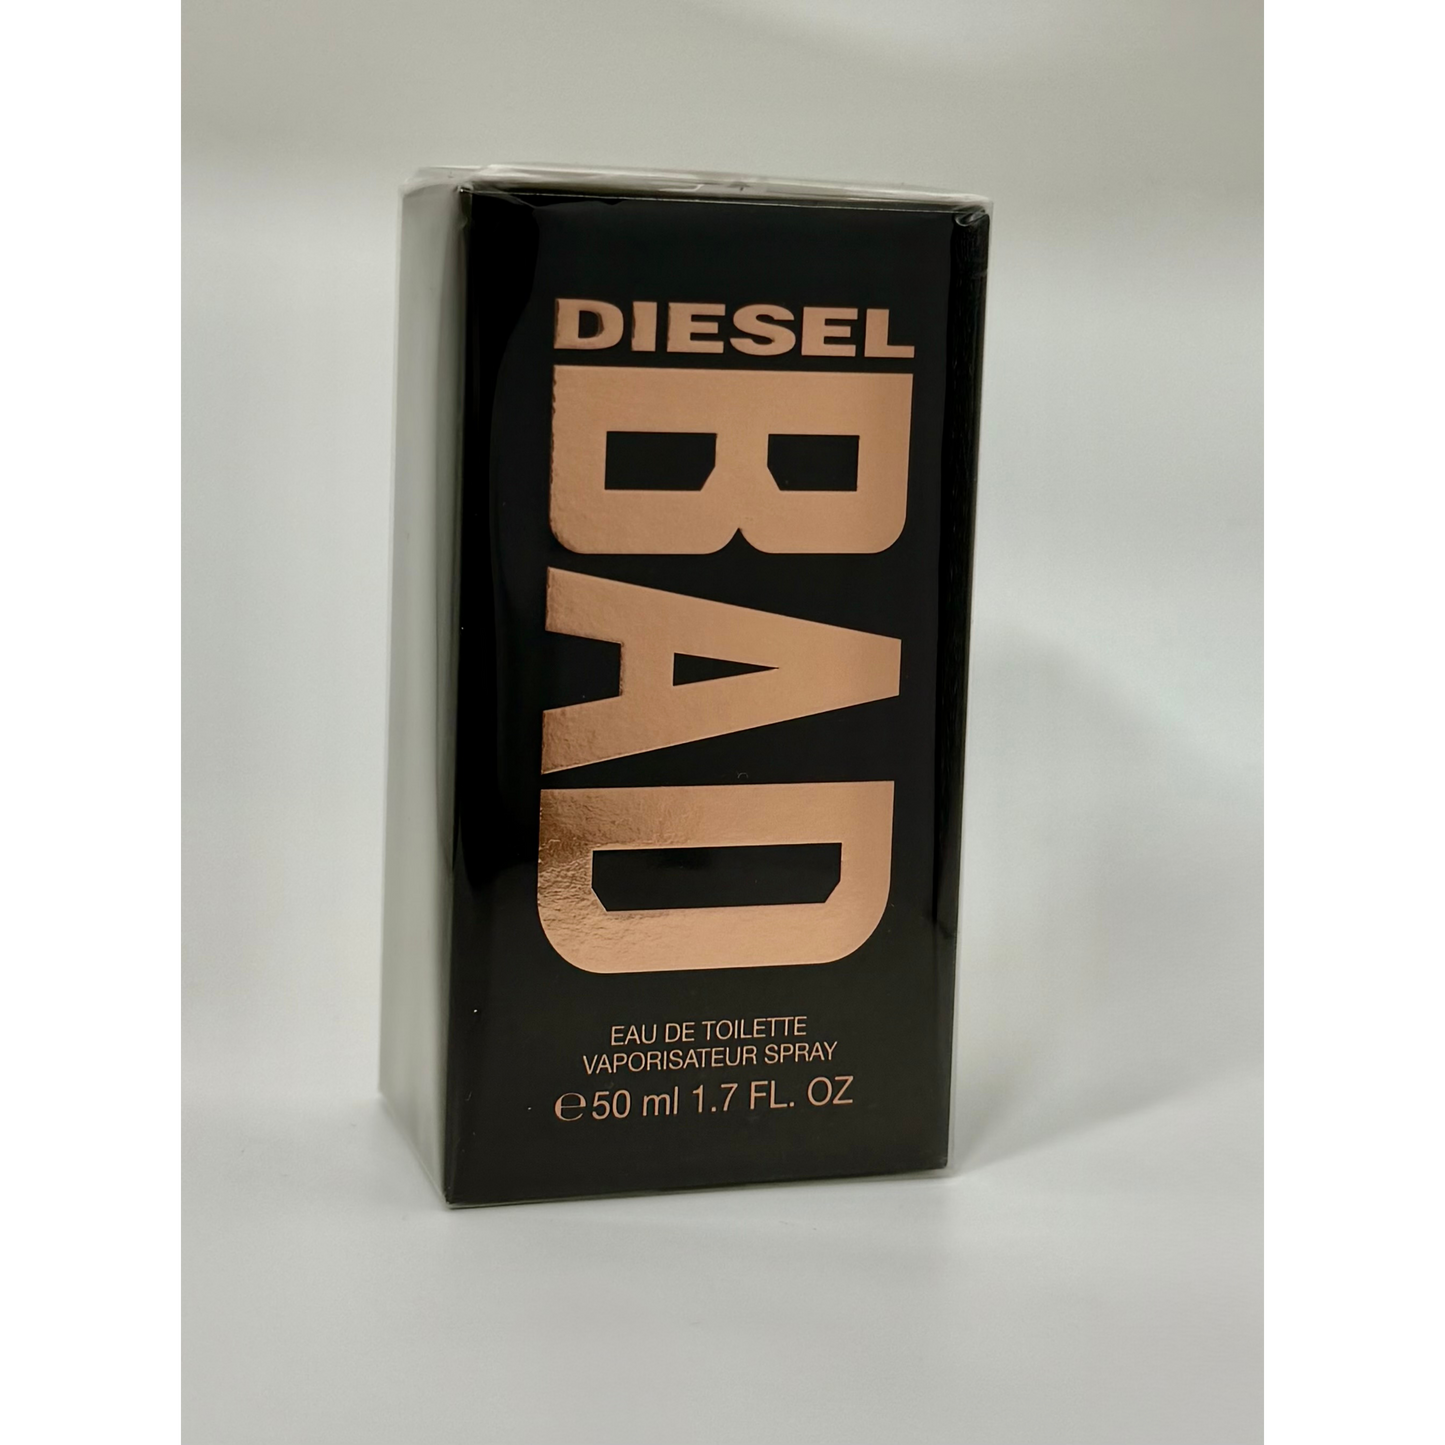 DIESEL
BAD
EAU DE TOILETTE
VAPORISATEUR SPRAY
℮50 ml 1.7 FL. OZ